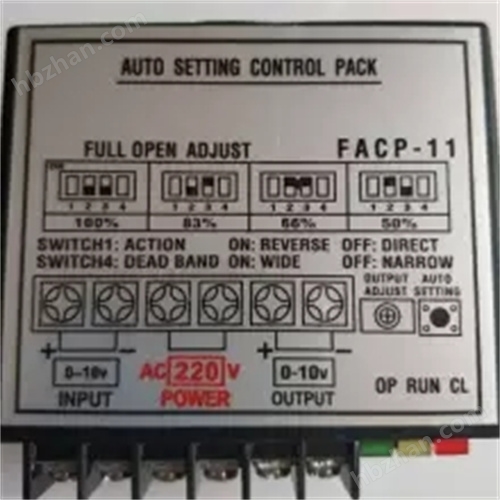 AUTO SETTING CONTROL PACK
FULL OPEN ADJUST FACP-11
1 2 3 4 1 2 3 4 1 2 3 4 1 2 3 4
100% 83% 66% 50%
SWITCH1: ACTION ON: REVERSE OFF: DIRECT
SWITCH4: DEAD BAND ON: WIDE OFF: NARROW
OUTPUT ADJUST AUTO SETTING
+ − + −
0-10v AC 220 V 0-10v
INPUT POWER OUTPUT
OP RUN CL